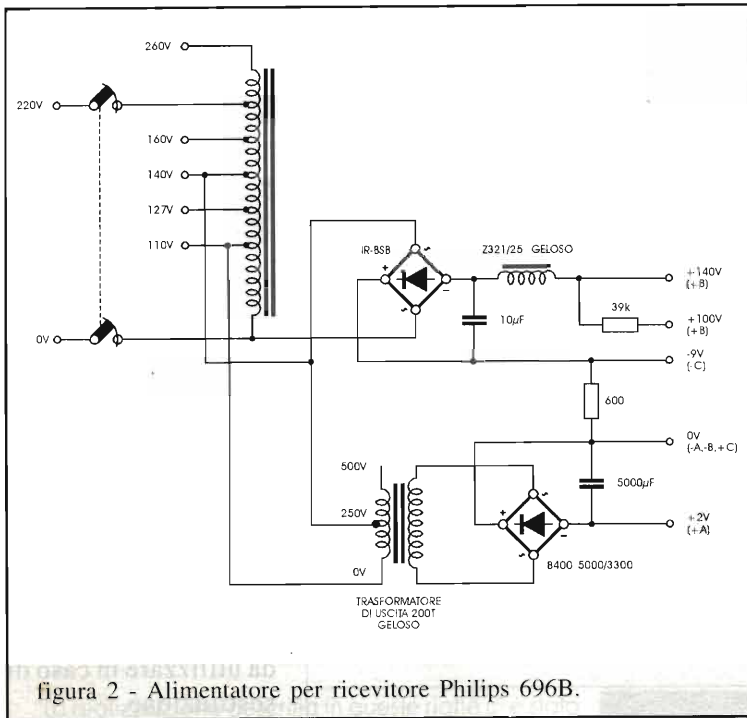 260V
220V
160V
140V
127V
110V
0V
IR-BSB
Z321/25 GELOSO
+
-
~
~
10µF
39k
+140V
(+B)
+100V
(+B)
-9V
(-C)
600
0V
(-A,-B,+C)
5000µF
+2V
(+A)
500V
250V
0V
+
-
~
~
B400 5000/3300
TRASFORMATORE
DI USCITA 200T
GELOSO
figura 2 - Alimentatore per ricevitore Philips 696B.